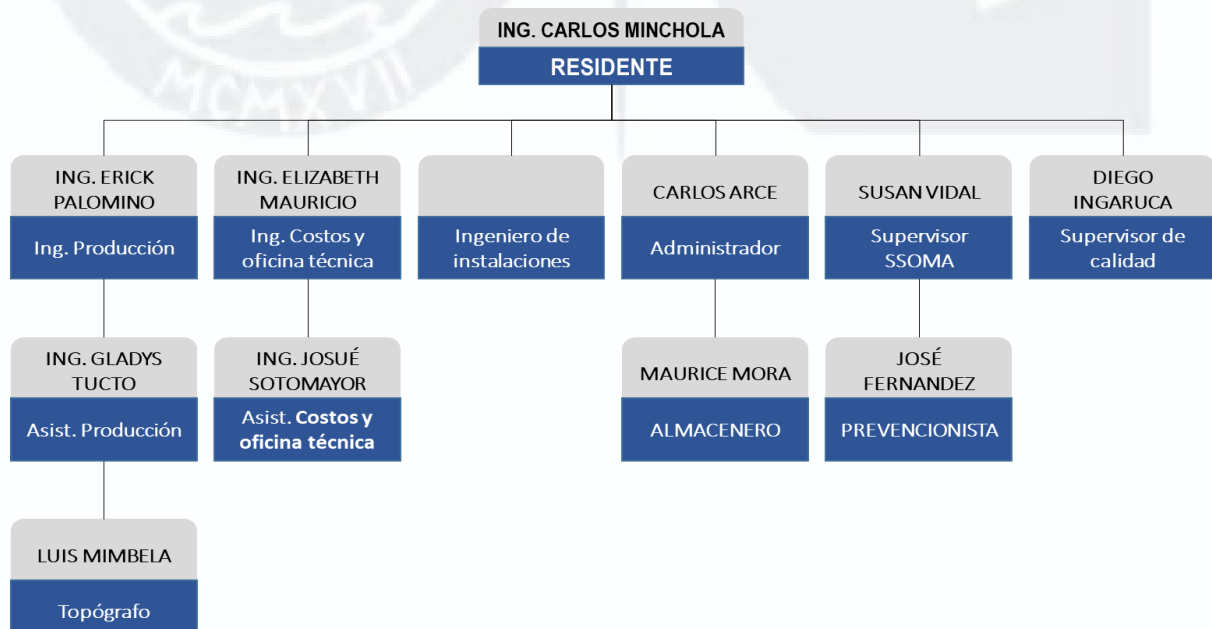 MCMXVII
ING. CARLOS MINCHOLA
RESIDENTE
ING. ERICK
PALOMINO
Ing. Producción
ING. ELIZABETH
MAURICIO
Ing. Costos y
oficina técnica
Ingeniero de
instalaciones
CARLOS ARCE
Administrador
SUSAN VIDAL
Supervisor
SSOMA
DIEGO
INGARUCA
Supervisor de
calidad
ING. GLADYS
TUCTO
Asist. Producción
ING. JOSUÉ
SOTOMAYOR
Asist. Costos y
oficina técnica
MAURICE MORA
ALMACENERO
JOSÉ
FERNANDEZ
PREVENCIONISTA
LUIS MIMBELA
Topógrafo